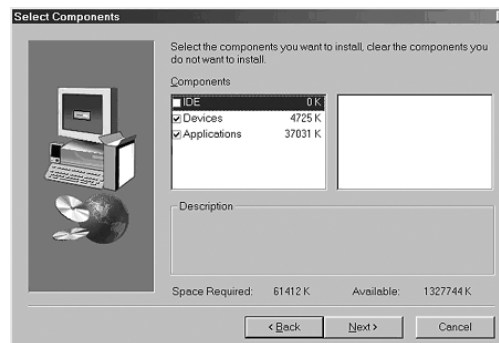 Select Components
Select the components you want to install, clear the components you
do not want to install.
Components
IDE 0 K
Devices 4725 K
Applications 37031 K
Description
Space Required: 61412 K Available: 1327744 K
< Back Next > Cancel